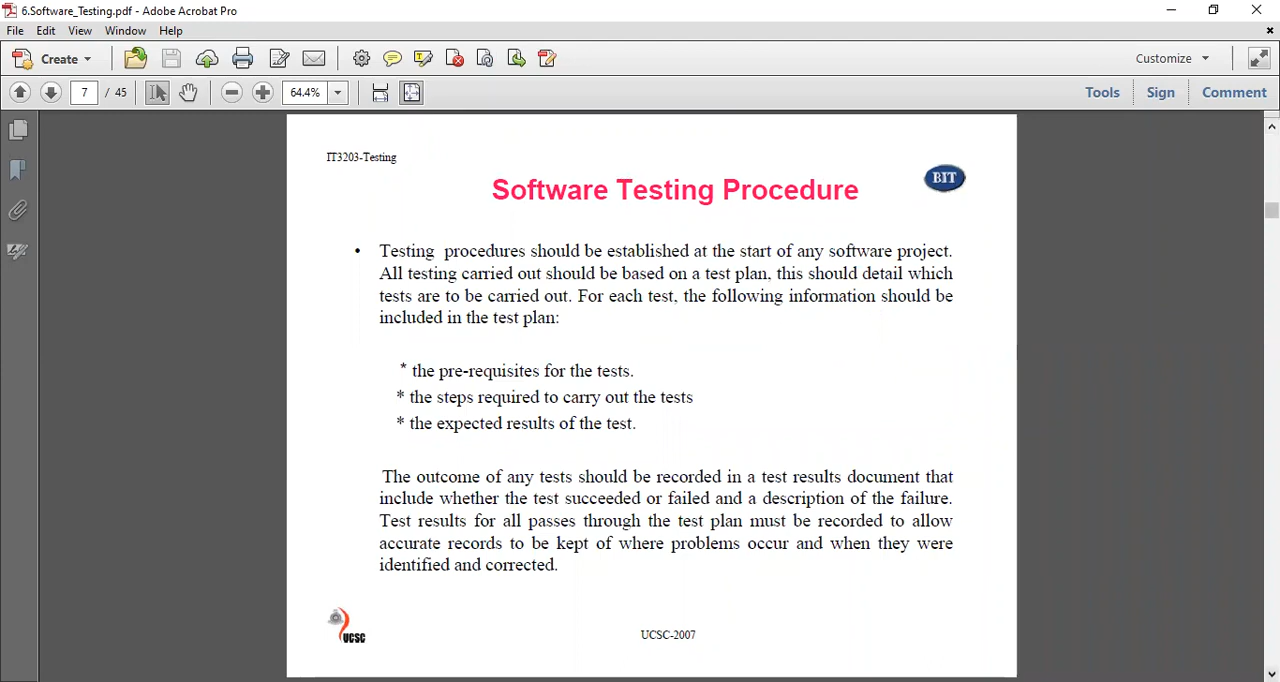 6.Software_Testing.pdf - Adobe Acrobat Pro
File Edit View Window Help
Create Customize
7 / 45 64.4% Tools Sign Comment
IT3203-Testing
BIT
Software Testing Procedure
• Testing procedures should be established at the start of any software project.
All testing carried out should be based on a test plan, this should detail which
tests are to be carried out. For each test, the following information should be
included in the test plan:
* the pre-requisites for the tests.
* the steps required to carry out the tests
* the expected results of the test.
The outcome of any tests should be recorded in a test results document that
include whether the test succeeded or failed and a description of the failure.
Test results for all passes through the test plan must be recorded to allow
accurate records to be kept of where problems occur and when they were
identified and corrected.
UCSC
UCSC-2007